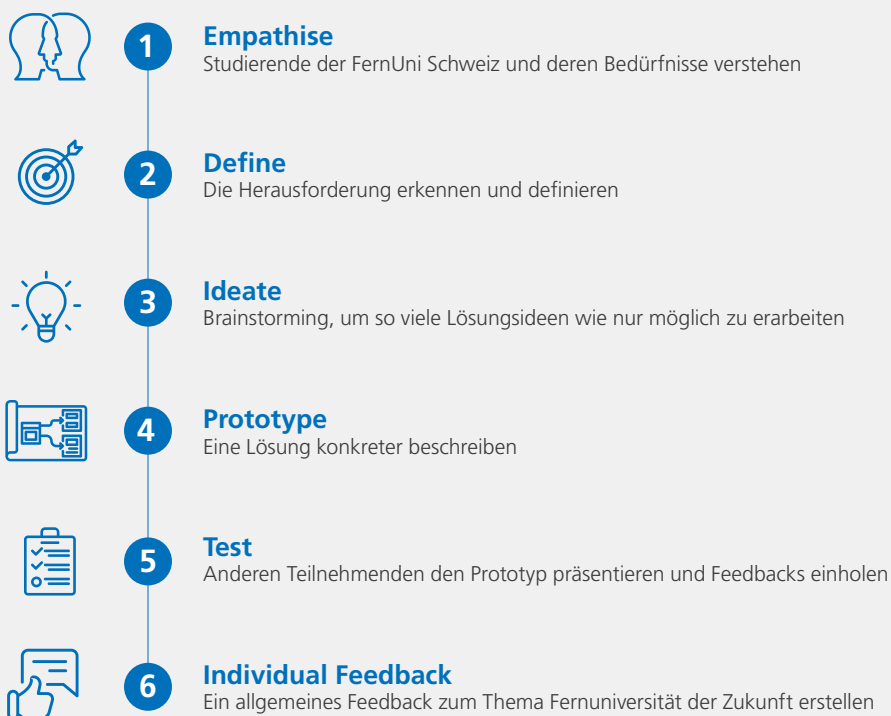 1
Empathise
Studierende der FernUni Schweiz und deren Bedürfnisse verstehen
2
Define
Die Herausforderung erkennen und definieren
3
Ideate
Brainstorming, um so viele Lösungsideen wie nur möglich zu erarbeiten
4
Prototype
Eine Lösung konkreter beschreiben
5
Test
Anderen Teilnehmenden den Prototyp präsentieren und Feedbacks einholen
6
Individual Feedback
Ein allgemeines Feedback zum Thema Fernuniversität der Zukunft erstellen